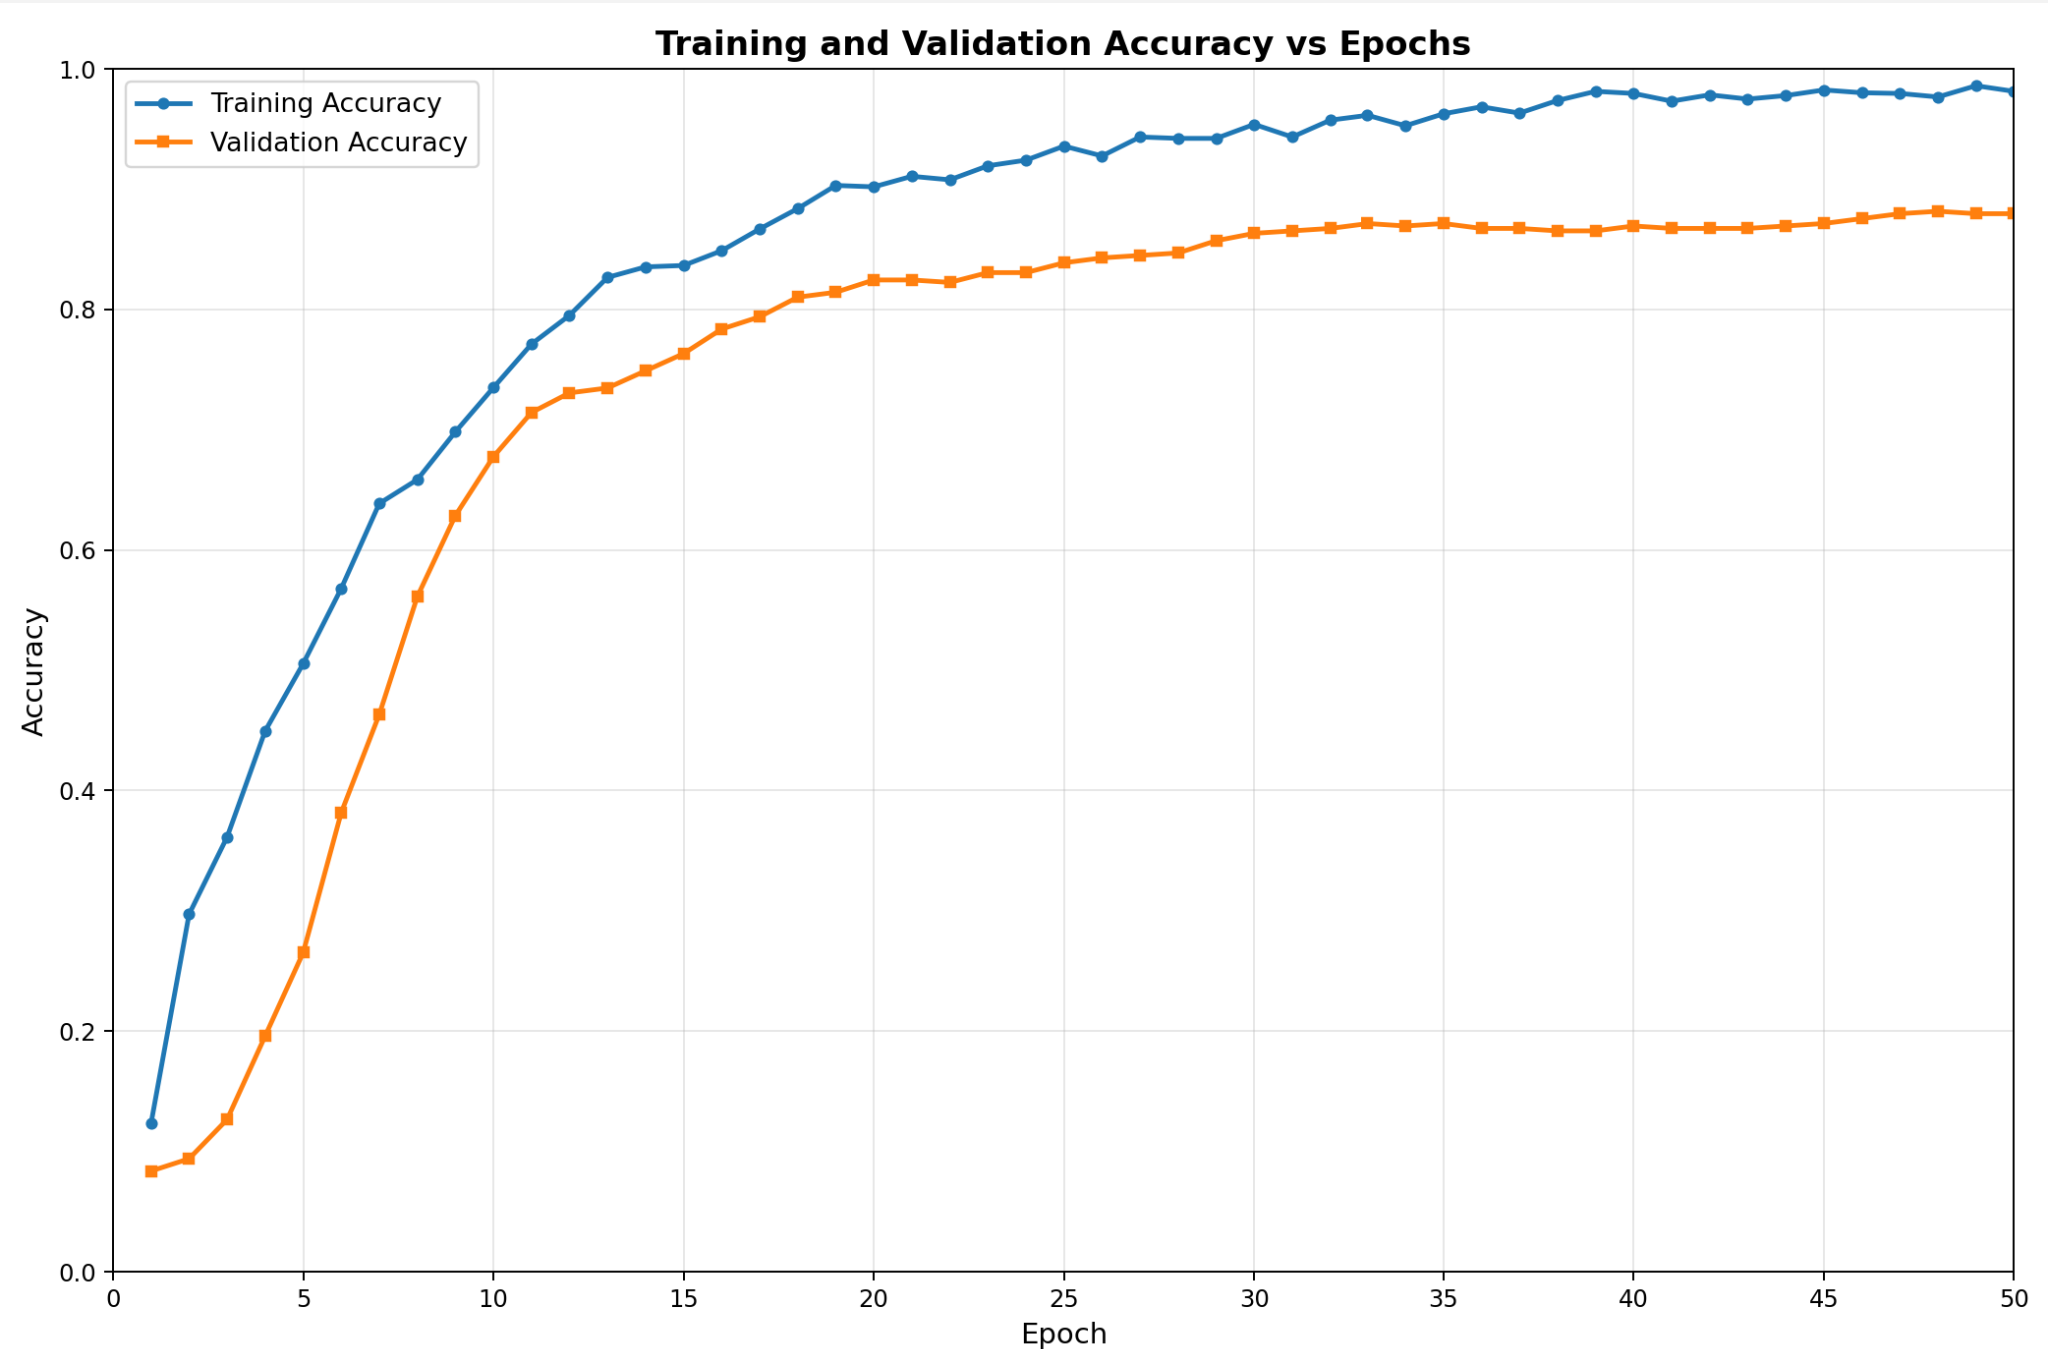 Training and Validation Accuracy vs Epochs
1.0
Training Accuracy
Validation Accuracy
0.8
0.6
Accuracy
0.4
0.2
0.0
0 5 10 15 20 25 30 35 40 45 50
Epoch